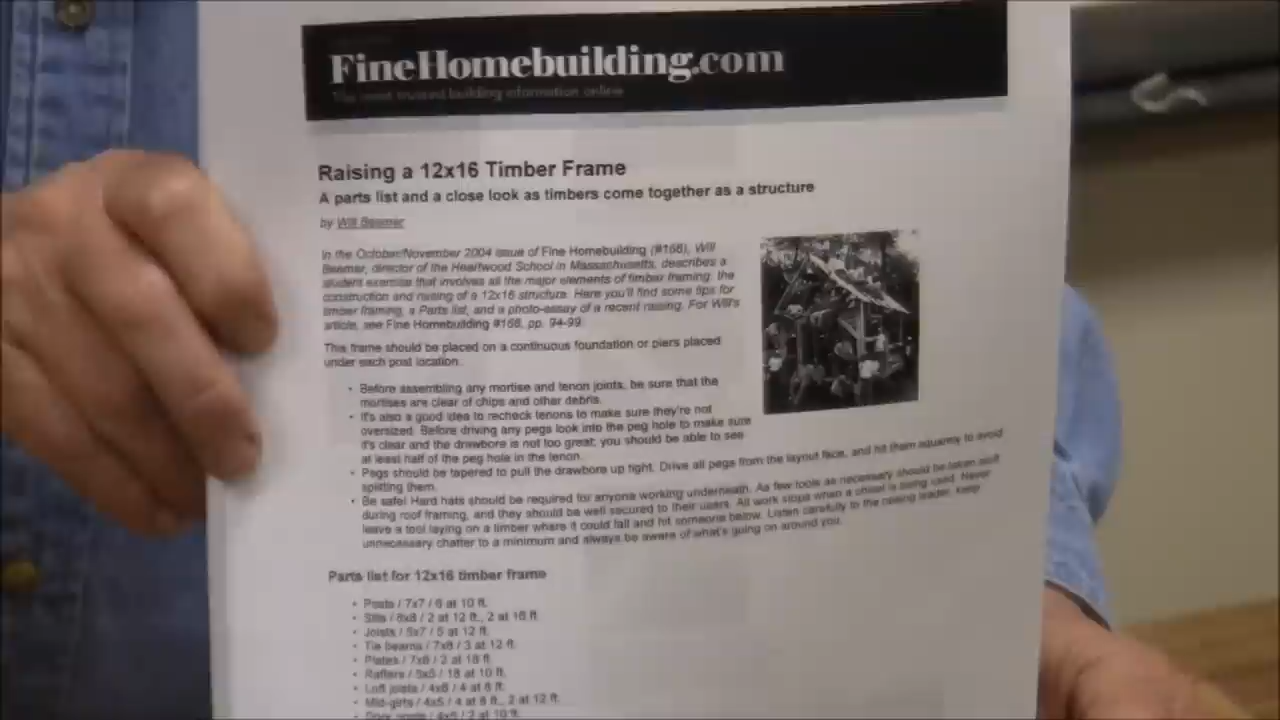 FineHomebuilding.com
The most trusted building information online
Raising a 12x16 Timber Frame
A parts list and a close look as timbers come together as a structure
by Will Beemer
In the October/November 2004 issue of Fine Homebuilding (#166), Will
Beemer, director of the Heartwood School in Massachusetts, describes a
student exercise that involves all the major elements of timber framing: the
construction and raising of a 12x16 structure. Here you'll find some tips for
timber framing, a Parts list, and a photo-essay of a recent raising. For Will's
article, see Fine Homebuilding #166, pp. 94-99.
This frame should be placed on a continuous foundation or piers placed
under each post location.
• Before assembling any mortise and tenon joints, be sure that the
mortises are clear of chips and other debris.
• It's also a good idea to recheck tenons to make sure they're not
oversized. Before driving any pegs look into the peg hole to make sure
it's clear and the drawbore is not too great; you should be able to see
at least half of the peg hole in the tenon.
• Pegs should be tapered to pull the drawbore up tight. Drive all pegs from the layout face, and hit them squarely to avoid
splitting them.
• Be safe! Hard hats should be required for anyone working underneath. As few tools as necessary should be taken aloft
during roof framing, and they should be well secured to their users. All work stops when a chisel is being used. Never
leave a tool laying on a timber where it could fall and hit someone below. Listen carefully to the raising leader, keep
unnecessary chatter to a minimum and always be aware of what's going on around you.
Parts list for 12x16 timber frame
• Posts / 7x7 / 6 at 10 ft.
• Sills / 8x8 / 2 at 12 ft., 2 at 16 ft.
• Joists / 5x7 / 5 at 12 ft.
• Tie beams / 7x8 / 3 at 12 ft.
• Plates / 7x8 / 2 at 18 ft.
• Rafters / 18 at 10 ft.
• Loft joists / 4x6 / 4 at 8 ft.
• Mid-girts / 4x5 / 4 at 8 ft., 2 at 12 ft.
• Door / 4x5 / 2 at 10 ft.